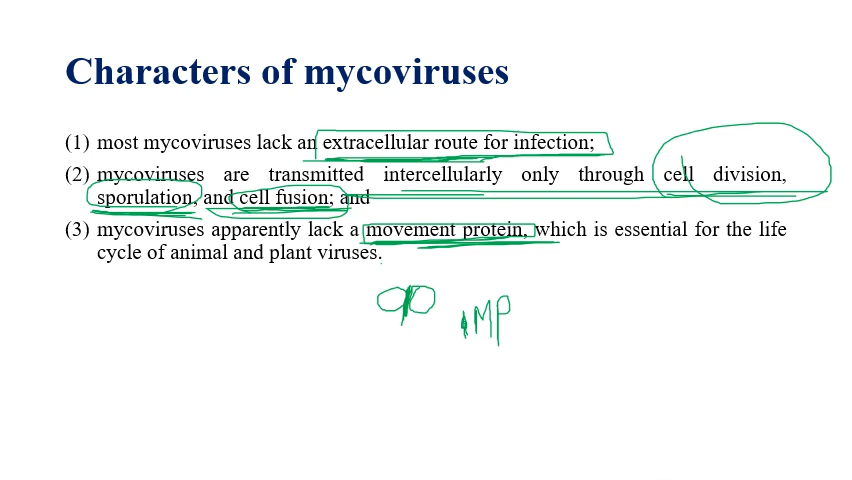 Characters of mycoviruses
(1) most mycoviruses lack an extracellular route for infection;
(2) mycoviruses are transmitted intercellularly only through cell division,
sporulation, and cell fusion; and
(3) mycoviruses apparently lack a movement protein, which is essential for the life
cycle of animal and plant viruses.
MP